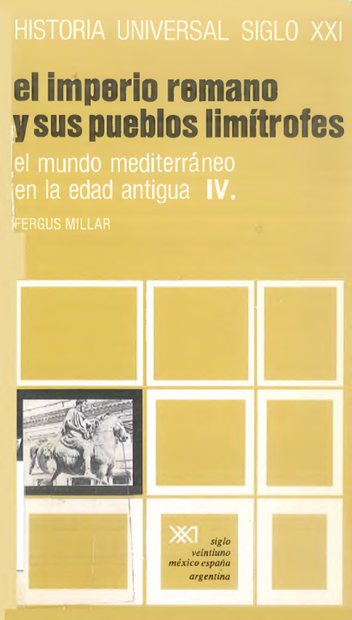 HISTORIA UNIVERSAL SIGLO XXI
el imperio romano
y sus pueblos limítrofes
el mundo mediterráneo
en la edad antigua IV.
FERGUS MILLAR
XXI
siglo
veintiuno
méxico españa
argentina